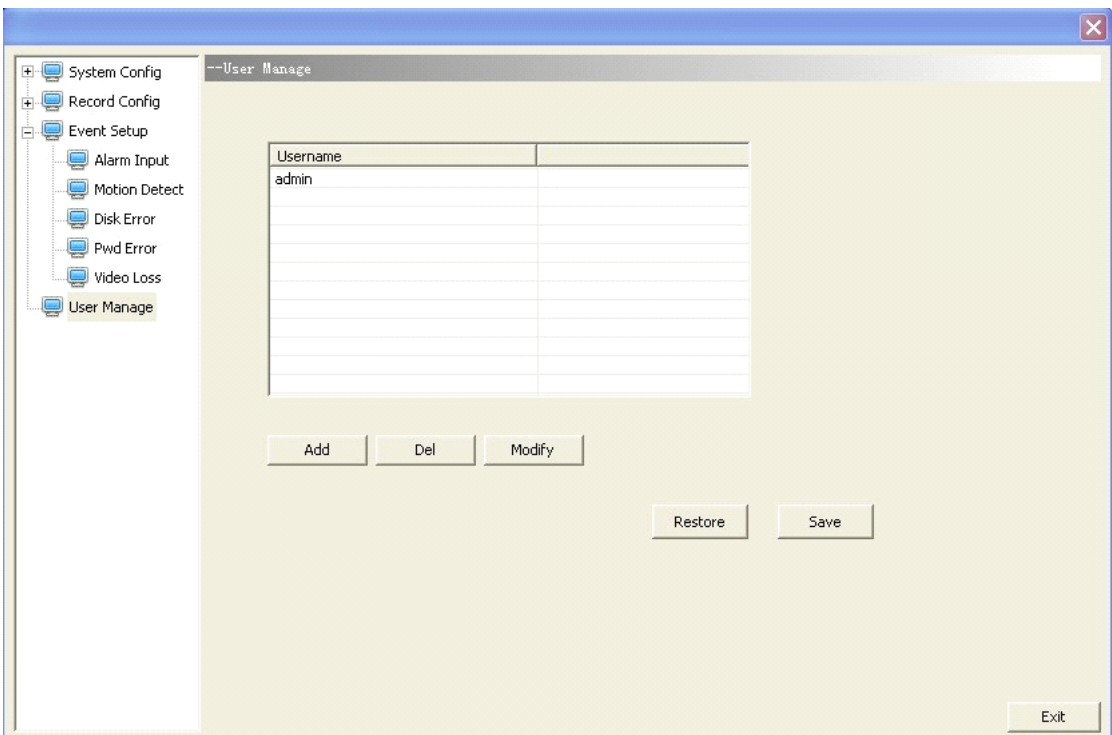 System Config
Record Config
Event Setup
Alarm Input
Motion Detect
Disk Error
Pwd Error
Video Loss
User Manage
--User Manage
Username
admin
Add Del Modify
Restore Save
Exit